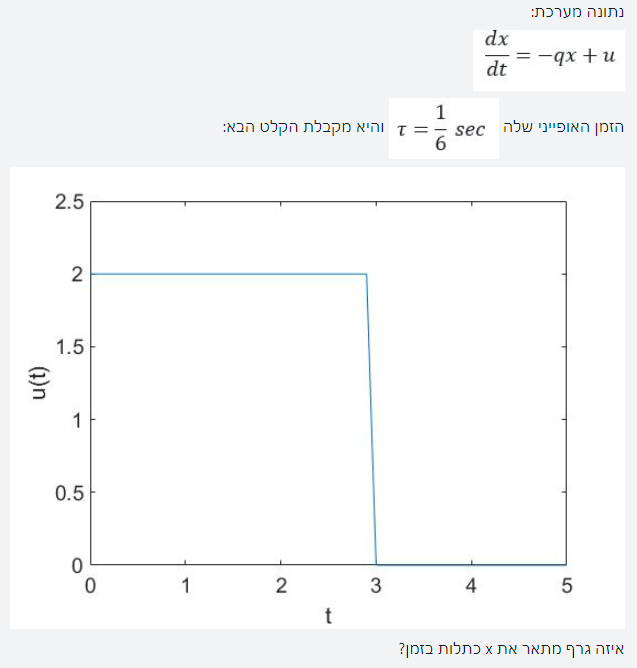 נתונה מערכת:
dx/dt = −qx + u
הזמן האופייני שלה τ = 1/6 sec והיא מקבלת הקלט הבא:
2.5
2
1.5
1
0.5
0
u(t)
0 1 2 3 4 5
t
איזה גרף מתאר את x כתלות בזמן?